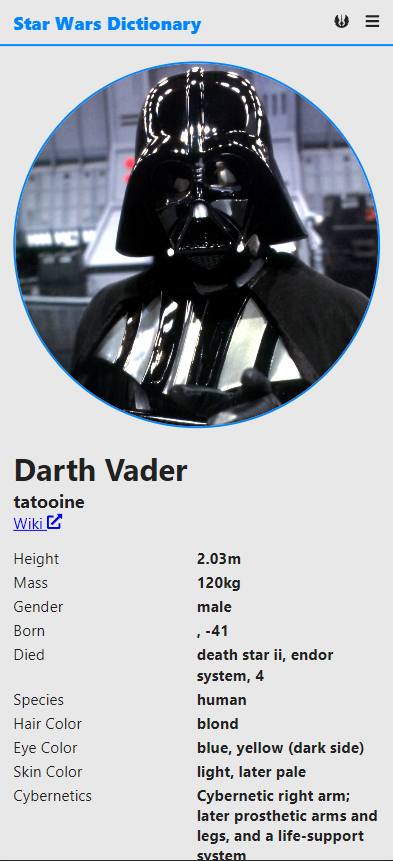 Star Wars Dictionary
Darth Vader
tatooine
Wiki
Height 2.03m
Mass 120kg
Gender male
Born , -41
Died death star ii, endor
system, 4
Species human
Hair Color blond
Eye Color blue, yellow (dark side)
Skin Color light, later pale
Cybernetics Cybernetic right arm;
later prosthetic arms and
legs, and a life-support
system